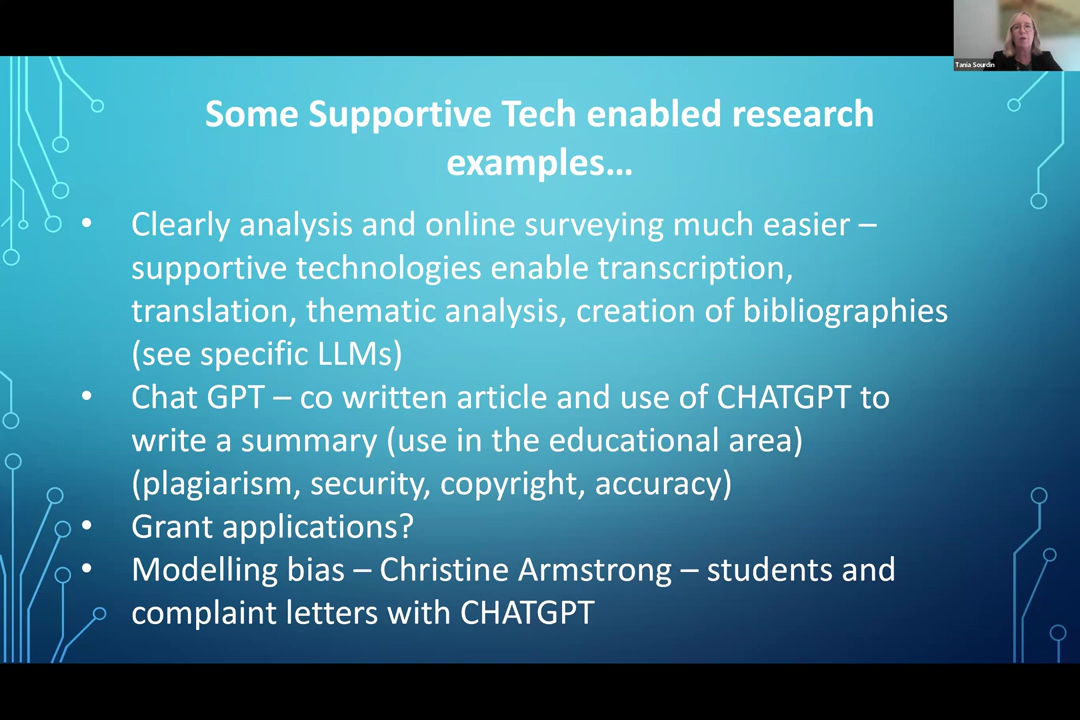 Tania Sourdin
Some Supportive Tech enabled research
examples…
• Clearly analysis and online surveying much easier –
supportive technologies enable transcription,
translation, thematic analysis, creation of bibliographies
(see specific LLMs)
• Chat GPT – co written article and use of CHATGPT to
write a summary (use in the educational area)
(plagiarism, security, copyright, accuracy)
• Grant applications?
• Modelling bias – Christine Armstrong – students and
complaint letters with CHATGPT